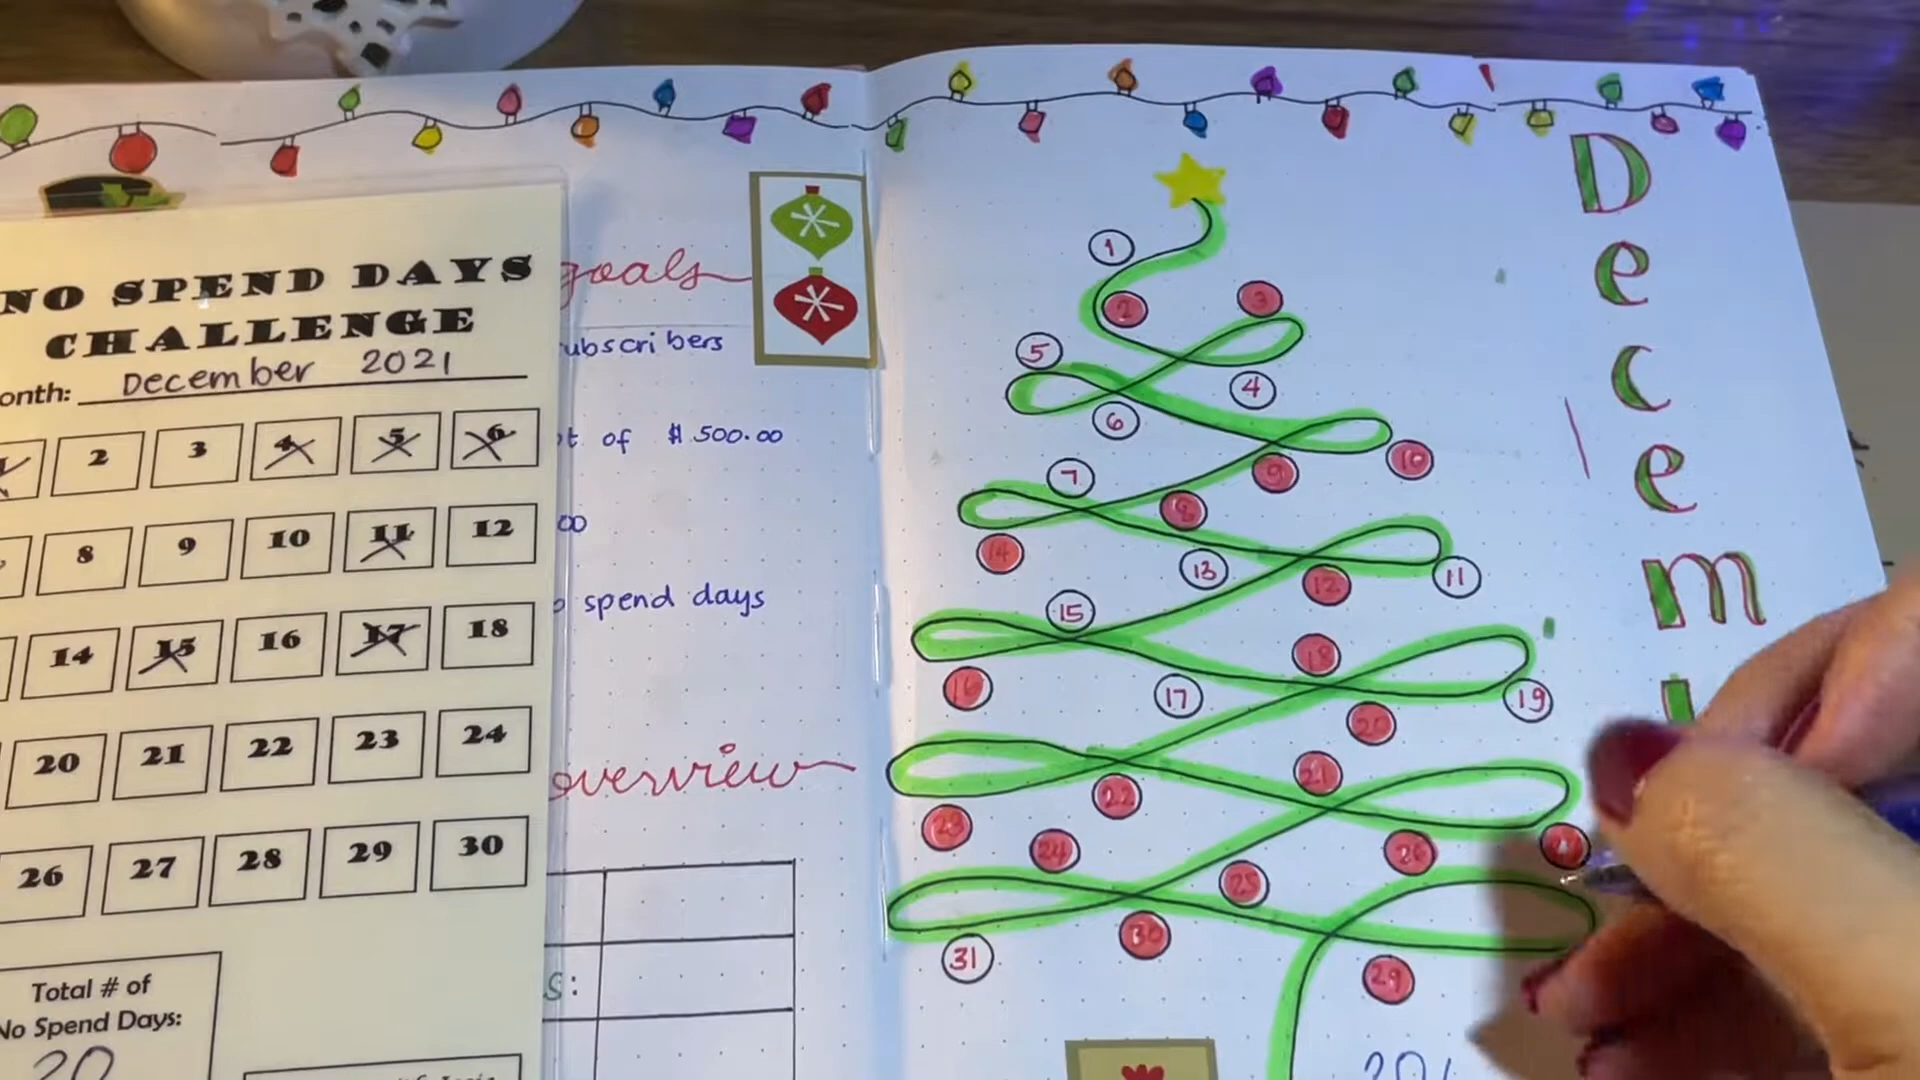 NO SPEND DAYS
CHALLENGE
onth: December 2021
2 3 4 5 6
8 9 10 11 12
14 15 16 17 18
20 21 22 23 24
26 27 28 29 30
Total # of
No Spend Days:
20
goals
ubscribers
of $ 500.00
00
spend days
overview
S:
1
2
3
5
4
6
7
8
9
10
14
13
12
11
15
16
17
18
19
20
21
22
23
24
25
26
29
30
31
Decem